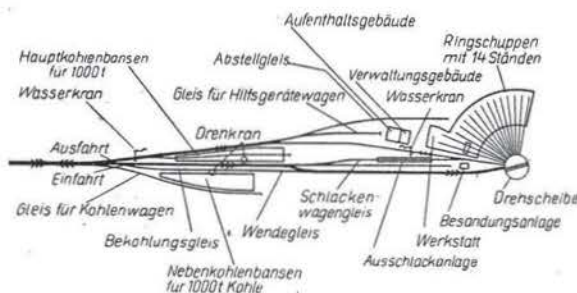 Aufenthaltsgebäude
Hauptkohlenbansen
für 1000t
Abstellgleis
Ringschuppen
mit 14 Ständen
Verwaltungsgebäude
Wasserkran
Gleis für Hilfsgerätewagen
Wasserkran
Drehkran
Ausfahrt
Einfahrt
Gleis für Kohlenwagen
Schlacken-
wagengleis
Drehscheibe
Besandungsanlage
Bekohlungsgleis
Wendegleis
Werkstatt
Ausschlackanlage
Nebenkohlenbansen
für 1000t Kohle